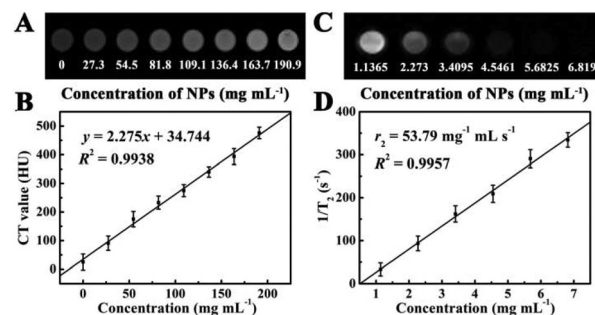 A
0 27.3 54.5 81.8 109.1 136.4 163.7 190.9
Concentration of NPs (mg mL⁻¹)
C
1.1365 2.273 3.4095 4.5461 5.6825 6.819
Concentration of NPs (mg mL⁻¹)
B
y = 2.275x + 34.744
R² = 0.9938
CT value (HU)
500
400
300
200
100
0
0 50 100 150 200
Concentration (mg mL⁻¹)
D
r₂ = 53.79 mg⁻¹ mL s⁻¹
R² = 0.9957
1/T₂ (s⁻¹)
400
300
200
100
0
1 2 3 4 5 6 7
Concentration (mg mL⁻¹)